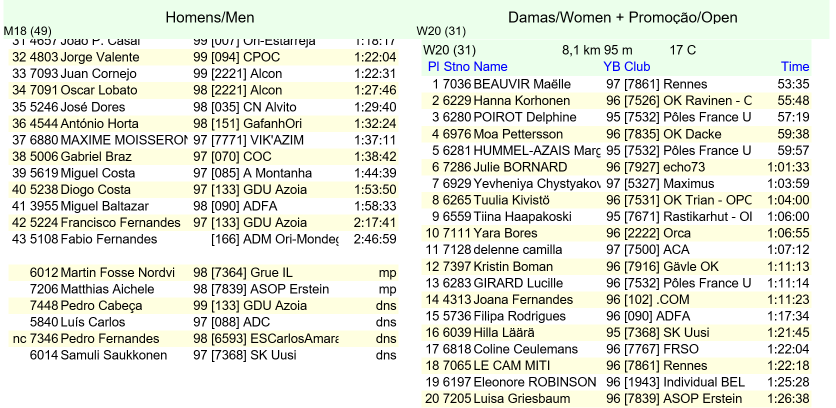 Homens/Men
M18 (49)
31 4657 João P. Casal 99 [007] Ori-Estarreja 1:18:17
32 4803 Jorge Valente 99 [094] CPOC 1:22:04
33 7093 Juan Cornejo 99 [2221] Alcon 1:22:31
34 7091 Oscar Lobato 98 [2221] Alcon 1:27:46
35 5246 José Dores 98 [035] CN Alvito 1:29:40
36 4544 António Horta 98 [151] GafanhOri 1:32:24
37 6880 MAXIME MOISSERON 97 [7771] VIK'AZIM 1:37:11
38 5006 Gabriel Braz 97 [070] COC 1:38:42
39 5619 Miguel Costa 97 [085] A Montanha 1:44:39
40 5238 Diogo Costa 97 [133] GDU Azoia 1:53:50
41 3955 Miguel Baltazar 98 [090] ADFA 1:58:33
42 5224 Francisco Fernandes 97 [133] GDU Azoia 2:17:41
43 5108 Fabio Fernandes [166] ADM Ori-Mondeg 2:46:59
6012 Martin Fosse Nordvi 98 [7364] Grue IL mp
7206 Matthias Aichele 98 [7839] ASOP Erstein mp
7448 Pedro Cabeça 99 [133] GDU Azoia dns
5840 Luís Carlos 97 [088] ADC dns
nc 7346 Pedro Fernandes 98 [6593] ESCarlosAmara dns
6014 Samuli Saukkonen 97 [7368] SK Uusi dns
Damas/Women + Promoção/Open
W20 (31)
W20 (31) 8,1 km 95 m 17 C
Pl Stno Name YB Club Time
1 7036 BEAUVIR Maëlle 97 [7861] Rennes 53:35
2 6229 Hanna Korhonen 96 [7526] OK Ravinen - O 55:48
3 6280 POIROT Delphine 95 [7532] Pôles France U 57:19
4 6976 Moa Pettersson 96 [7835] OK Dacke 59:38
5 6281 HUMMEL-AZAIS Marg 95 [7532] Pôles France U 59:57
6 7286 Julie BORNARD 96 [7927] echo73 1:01:33
7 6929 Yevheniya Chystyakov 97 [5327] Maximus 1:03:59
8 6265 Tuulia Kivistö 96 [7531] OK Trian - OPO 1:04:00
9 6559 Tiina Haapakoski 95 [7671] Rastikarhut - OI 1:06:00
10 7111 Yara Bores 96 [2222] Orca 1:06:55
11 7128 delenne camilla 97 [7500] ACA 1:07:12
12 7397 Kristin Boman 96 [7916] Gävle OK 1:11:13
13 6283 GIRARD Lucille 96 [7532] Pôles France U 1:11:14
14 4313 Joana Fernandes 96 [102] .COM 1:11:23
15 5736 Filipa Rodrigues 96 [090] ADFA 1:17:34
16 6039 Hilla Läärä 95 [7368] SK Uusi 1:21:45
17 6818 Coline Ceulemans 96 [7767] FRSO 1:22:04
18 7065 LE CAM MITI 96 [7861] Rennes 1:22:18
19 6197 Eleonore ROBINSON 96 [1943] Individual BEL 1:25:28
20 7205 Luisa Griesbaum 96 [7839] ASOP Erstein 1:26:38